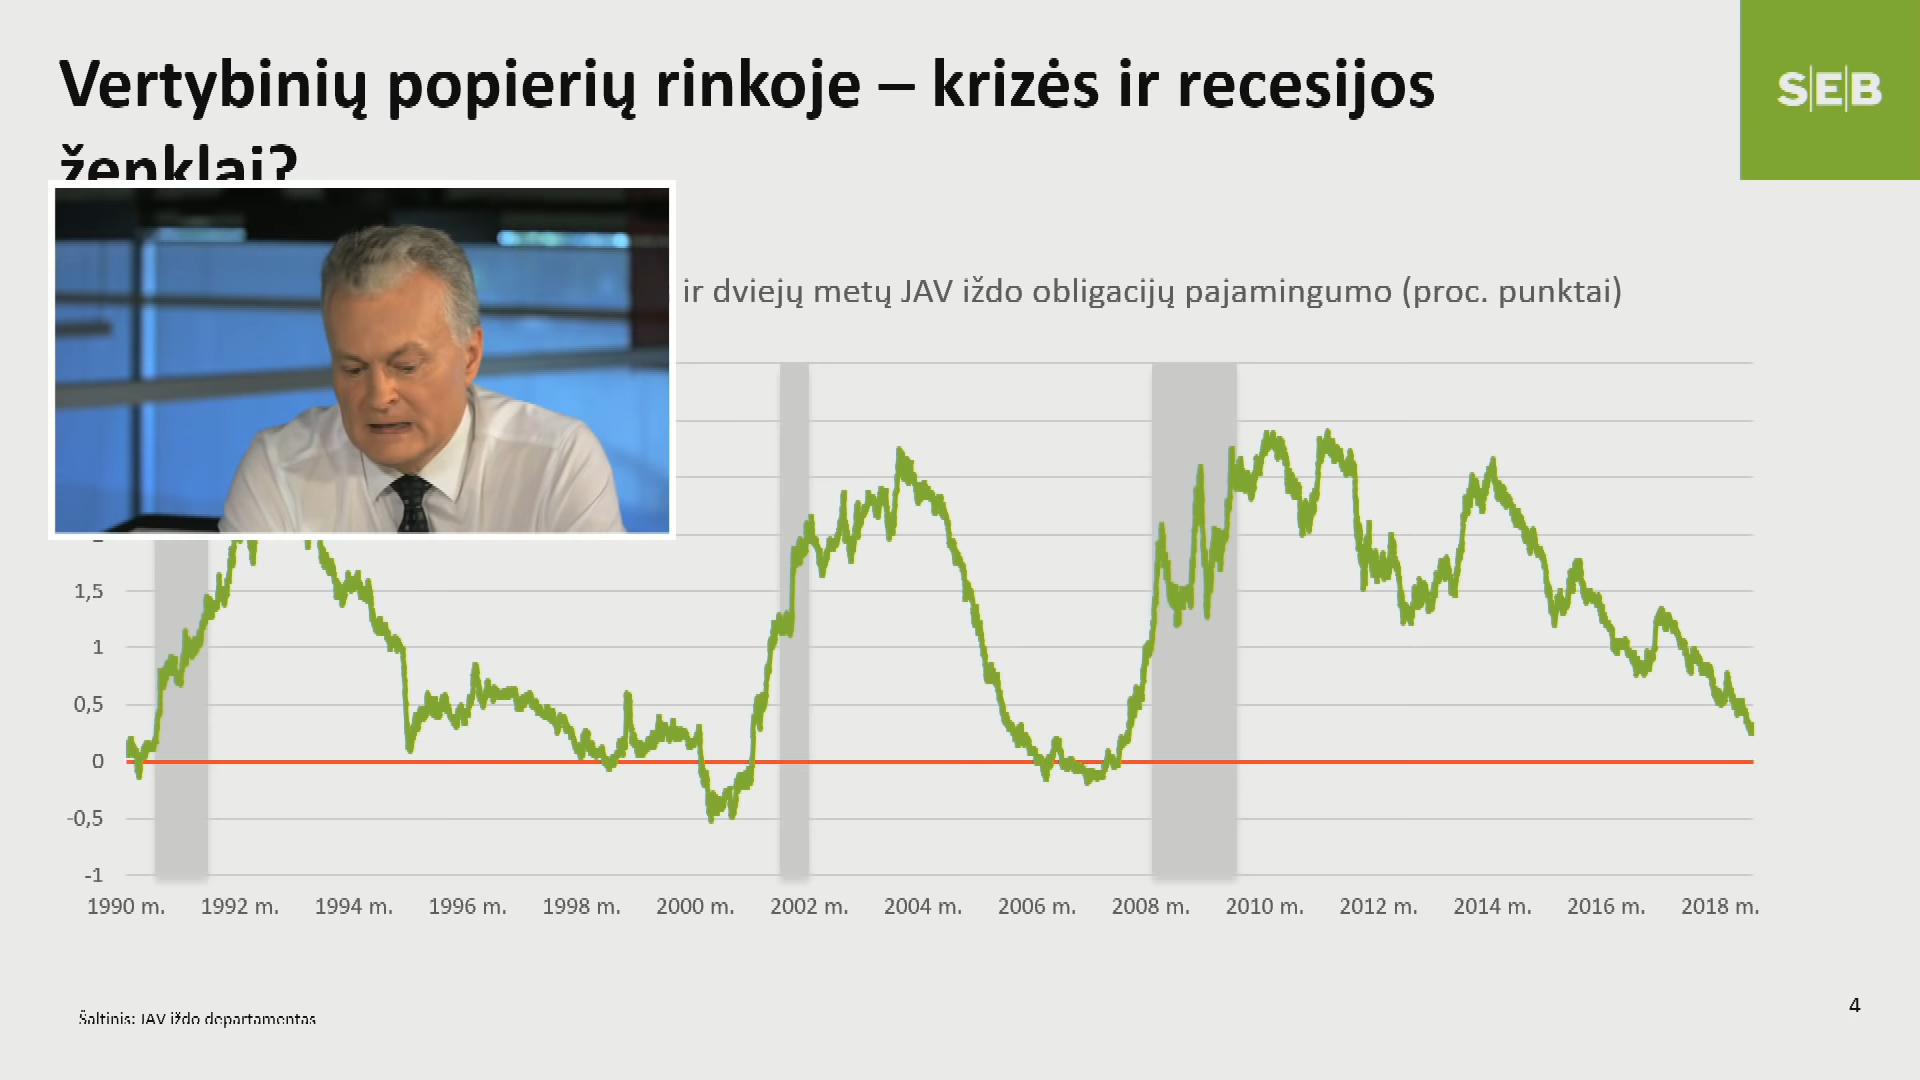 Vertybinių popierių rinkoje – krizės ir recesijos
ženklai?
SEB
ir dviejų metų JAV iždo obligacijų pajamingumo (proc. punktai)
1,5
1
0,5
0
-0,5
-1
1990 m. 1992 m. 1994 m. 1996 m. 1998 m. 2000 m. 2002 m. 2004 m. 2006 m. 2008 m. 2010 m. 2012 m. 2014 m. 2016 m. 2018 m.
Šaltinis: JAV iždo departamentas
4